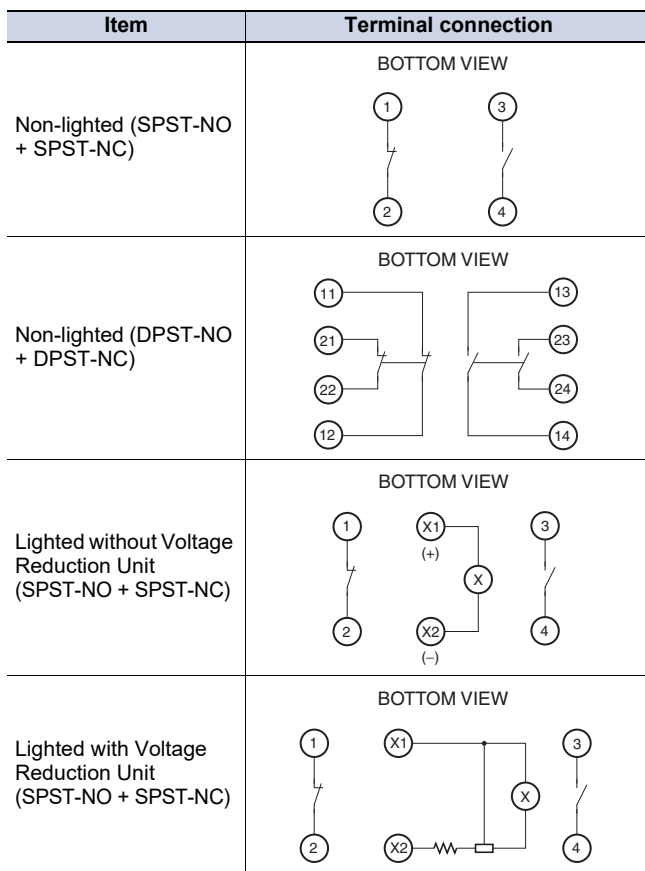 Item Terminal connection
Non-lighted (SPST-NO
+ SPST-NC)
BOTTOM VIEW
1 3
2 4
Non-lighted (DPST-NO
+ DPST-NC)
BOTTOM VIEW
11 13
21 23
22 24
12 14
Lighted without Voltage
Reduction Unit
(SPST-NO + SPST-NC)
BOTTOM VIEW
1 X1 3
(+)
X
2 X2 4
(–)
Lighted with Voltage
Reduction Unit
(SPST-NO + SPST-NC)
BOTTOM VIEW
1 X1 3
X
2 X2 4